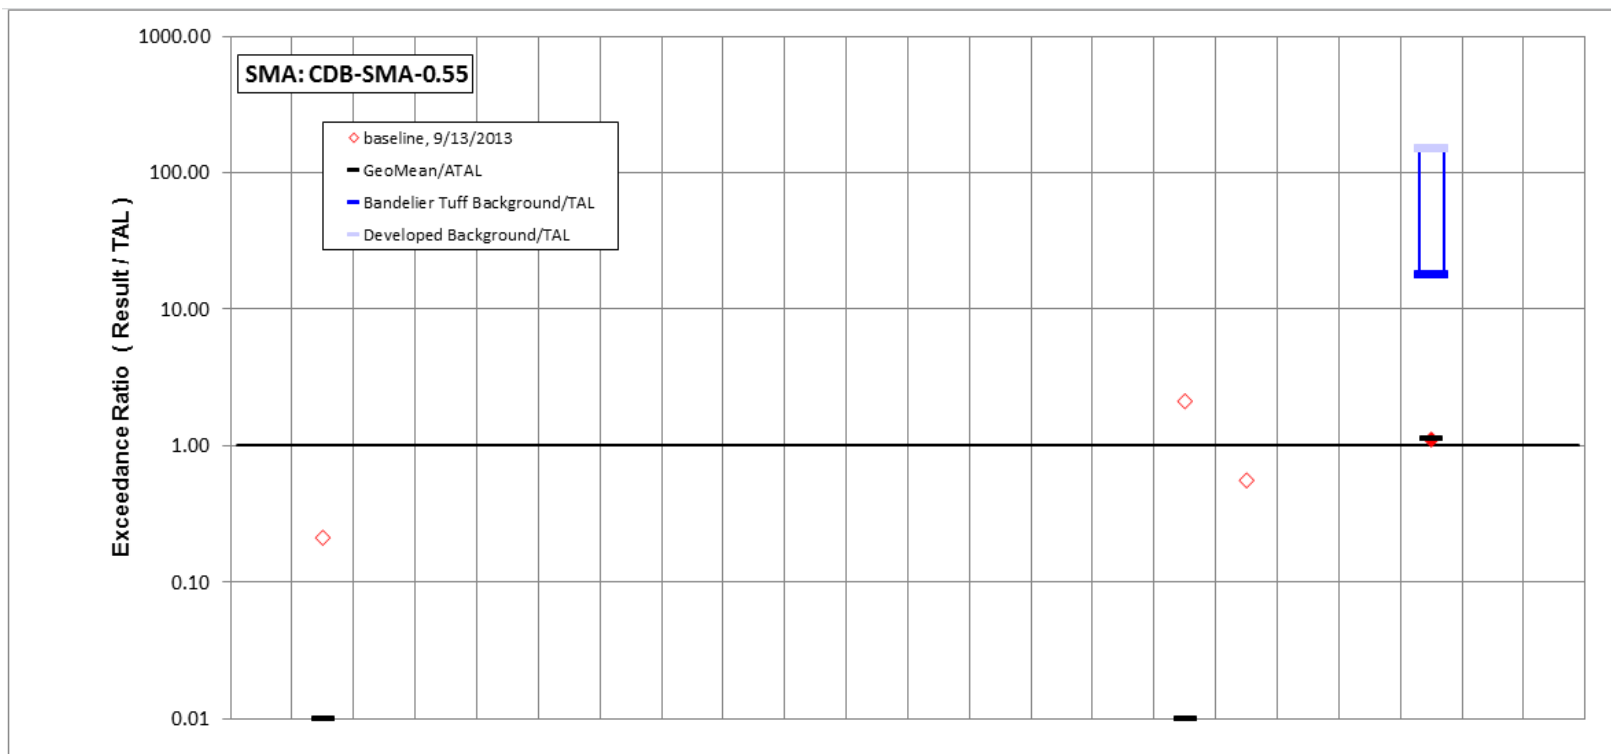 1000.00
SMA: CDB-SMA-0.55
baseline, 9/13/2013
GeoMean/ATAL
Bandelier Tuff Background/TAL
Developed Background/TAL
100.00
10.00
1.00
0.10
0.01
Exceedance Ratio ( Result / TAL )